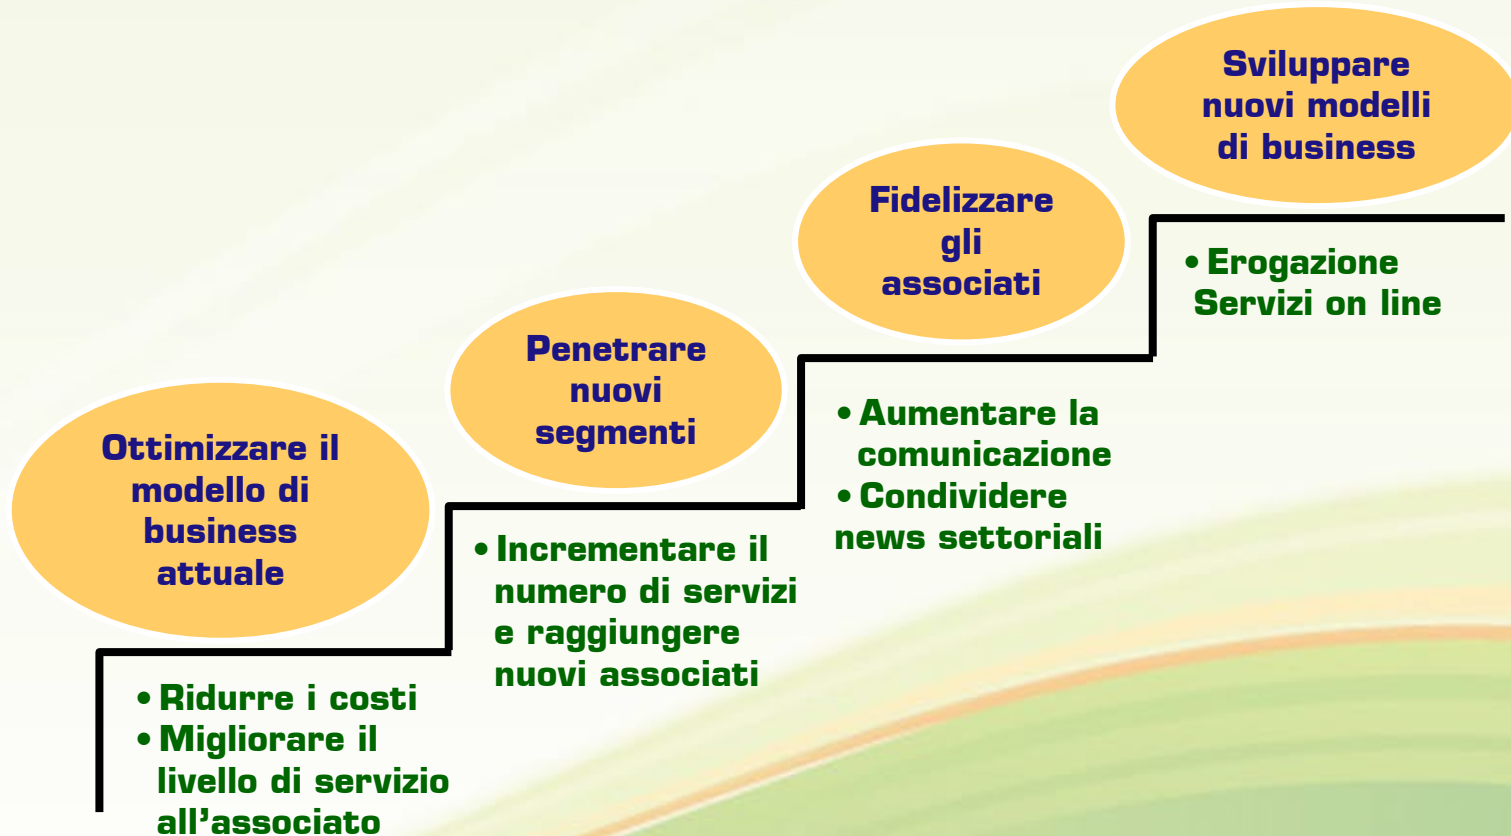 Ottimizzare il
modello di
business
attuale
• Ridurre i costi
• Migliorare il
livello di servizio
all'associato
Penetrare
nuovi
segmenti
• Incrementare il
numero di servizi
e raggiungere
nuovi associati
Fidelizzare
gli
associati
• Aumentare la
comunicazione
• Condividere
news settoriali
Sviluppare
nuovi modelli
di business
• Erogazione
Servizi on line